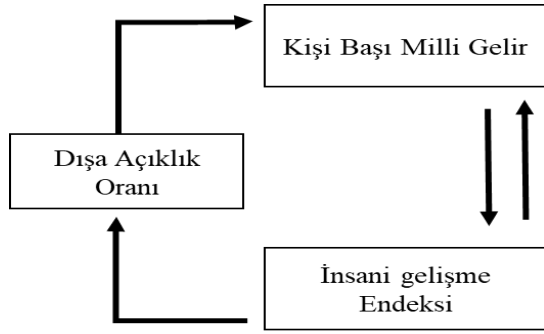 Kişi Başı Milli Gelir
Dışa Açıklık
Oranı
İnsani gelişme
Endeksi